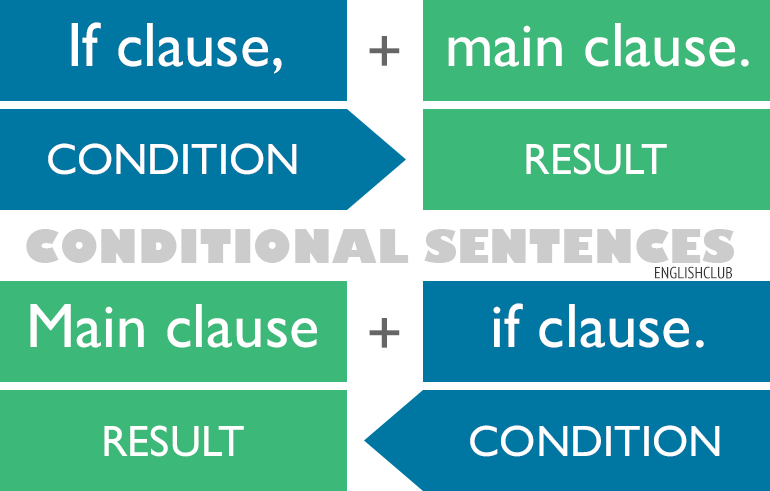 If clause, + main clause.
CONDITION RESULT
CONDITIONAL SENTENCES
ENGLISHCLUB
Main clause + if clause.
RESULT CONDITION